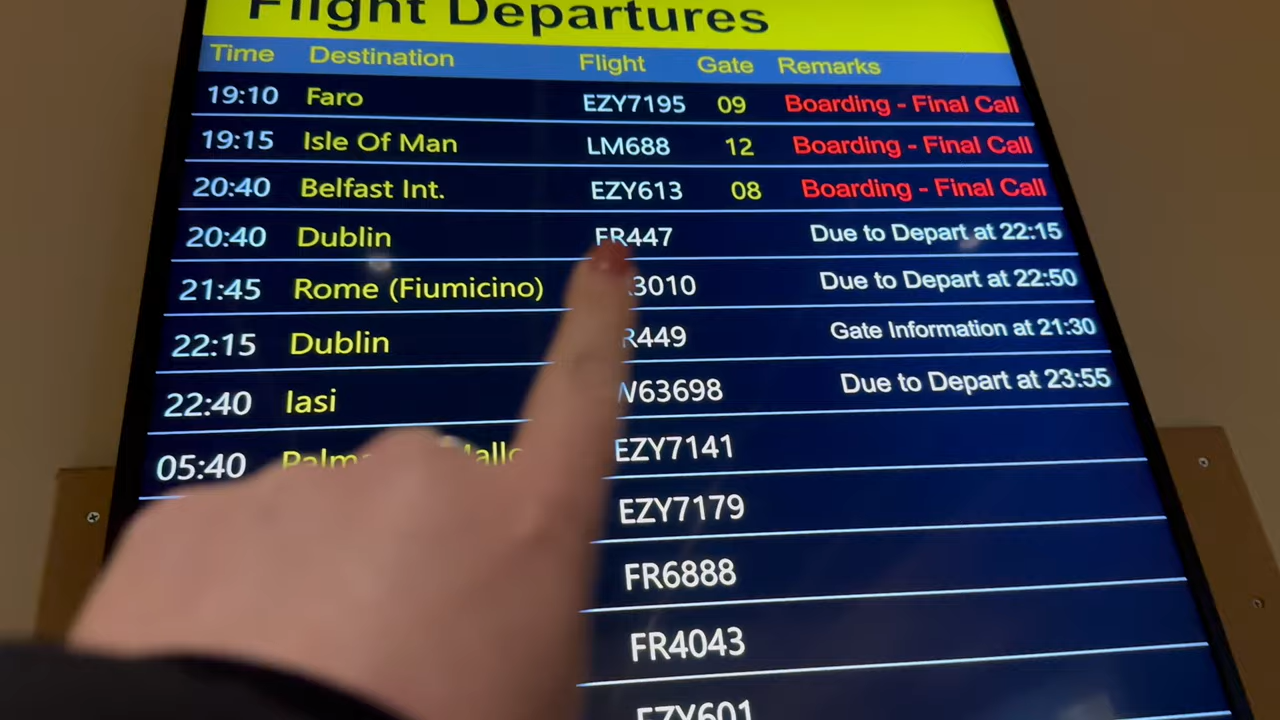 Flight Departures
Time Destination Flight Gate Remarks
19:10 Faro EZY7195 09 Boarding - Final Call
19:15 Isle Of Man LM688 12 Boarding - Final Call
20:40 Belfast Int. EZY613 08 Boarding - Final Call
20:40 Dublin FR447 Due to Depart at 22:15
21:45 Rome (Fiumicino) 3010 Due to Depart at 22:50
22:15 Dublin R449 Gate Information at 21:30
22:40 Iasi W63698 Due to Depart at 23:55
05:40 EZY7141
EZY7179
FR6888
FR4043
EZY601